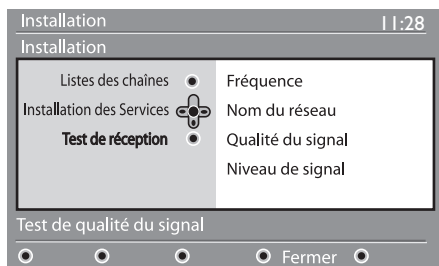 Installation 11:28
Installation
Listes des chaînes
Installation des Services
Test de réception
Fréquence
Nom du réseau
Qualité du signal
Niveau de signal
Test de qualité du signal
Fermer